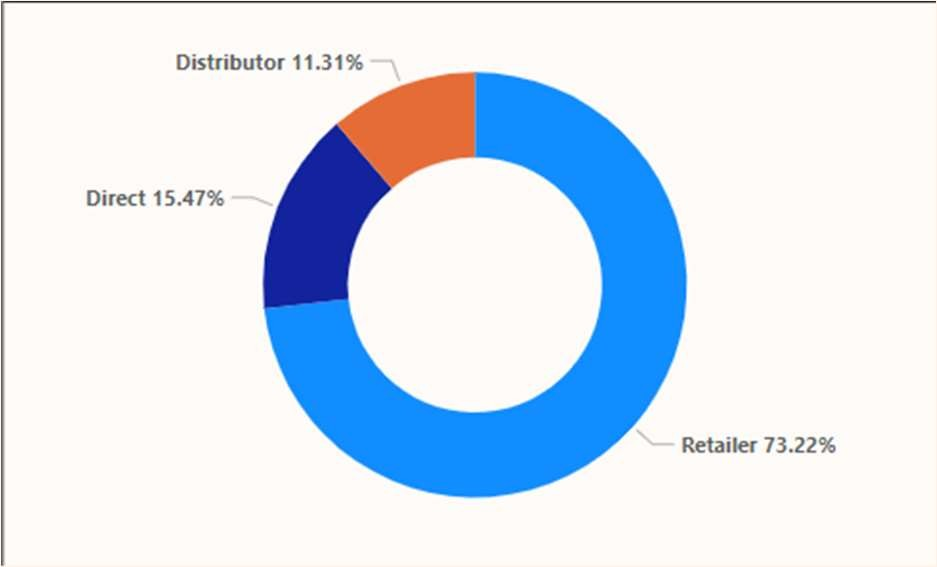 Distributor 11.31%
Direct 15.47%
Retailer 73.22%